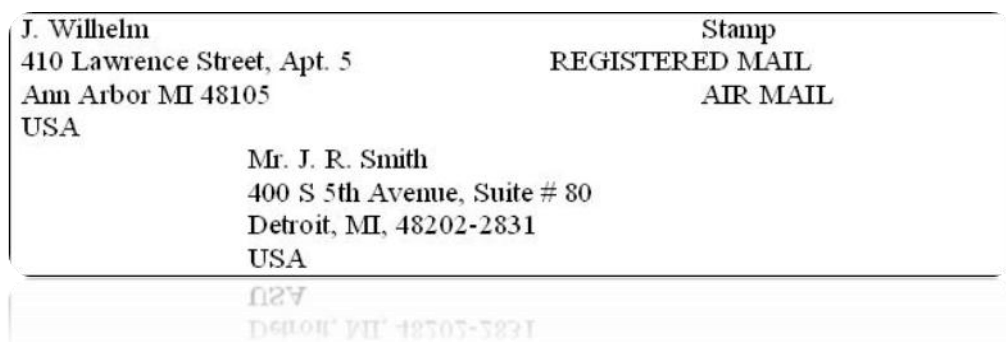 J. Wilhelm
Stamp
410 Lawrence Street, Apt. 5
REGISTERED MAIL
Ann Arbor MI 48105
AIR MAIL
USA
Mr. J. R. Smith
400 S 5th Avenue, Suite # 80
Detroit, MI, 48202-2831
USA